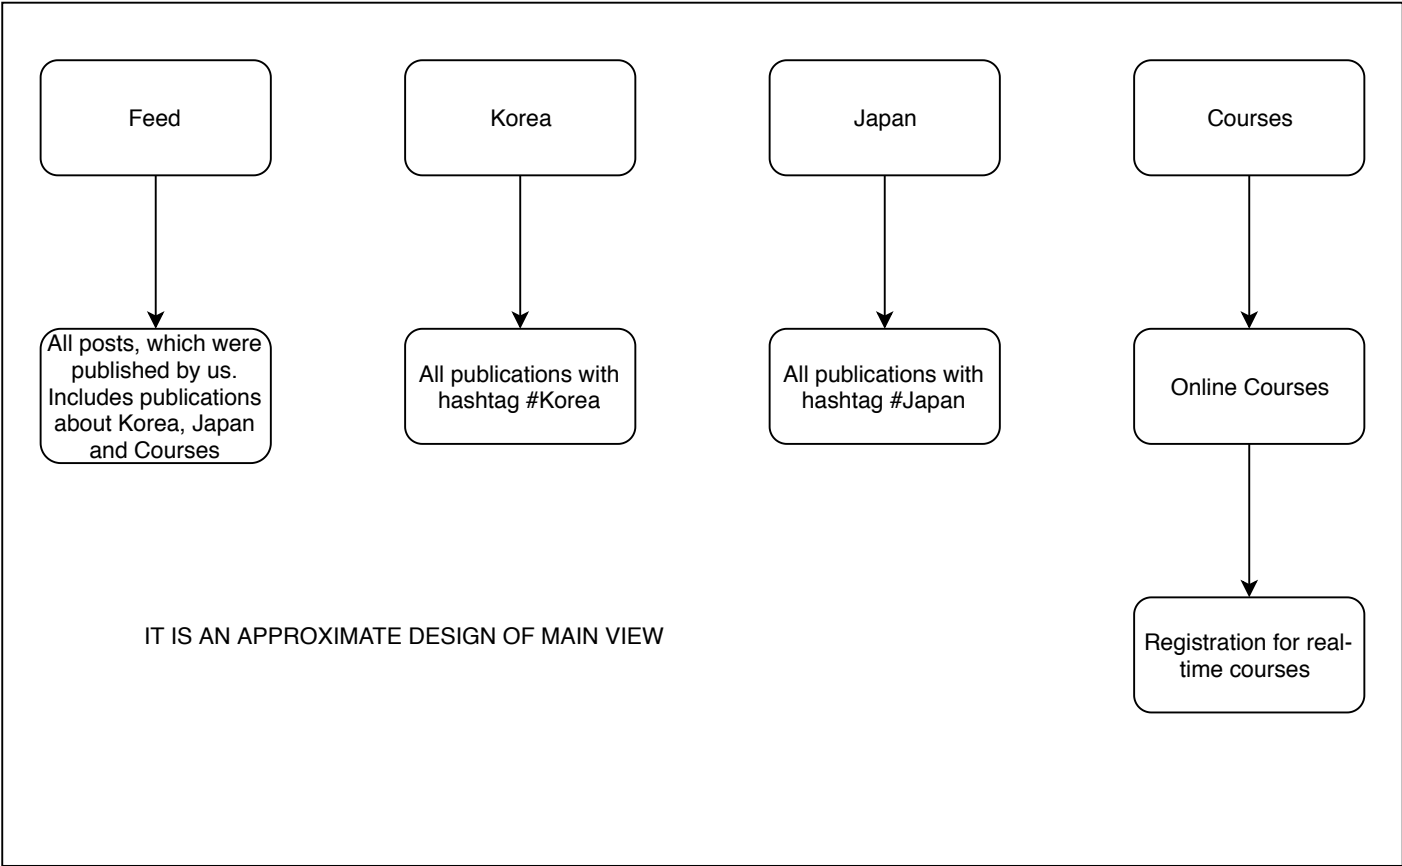 Feed
Korea
Japan
Courses
All posts, which were
published by us.
Includes publications
about Korea, Japan
and Courses
All publications with
hashtag #Korea
All publications with
hashtag #Japan
Online Courses
IT IS AN APPROXIMATE DESIGN OF MAIN VIEW
Registration for real-
time courses